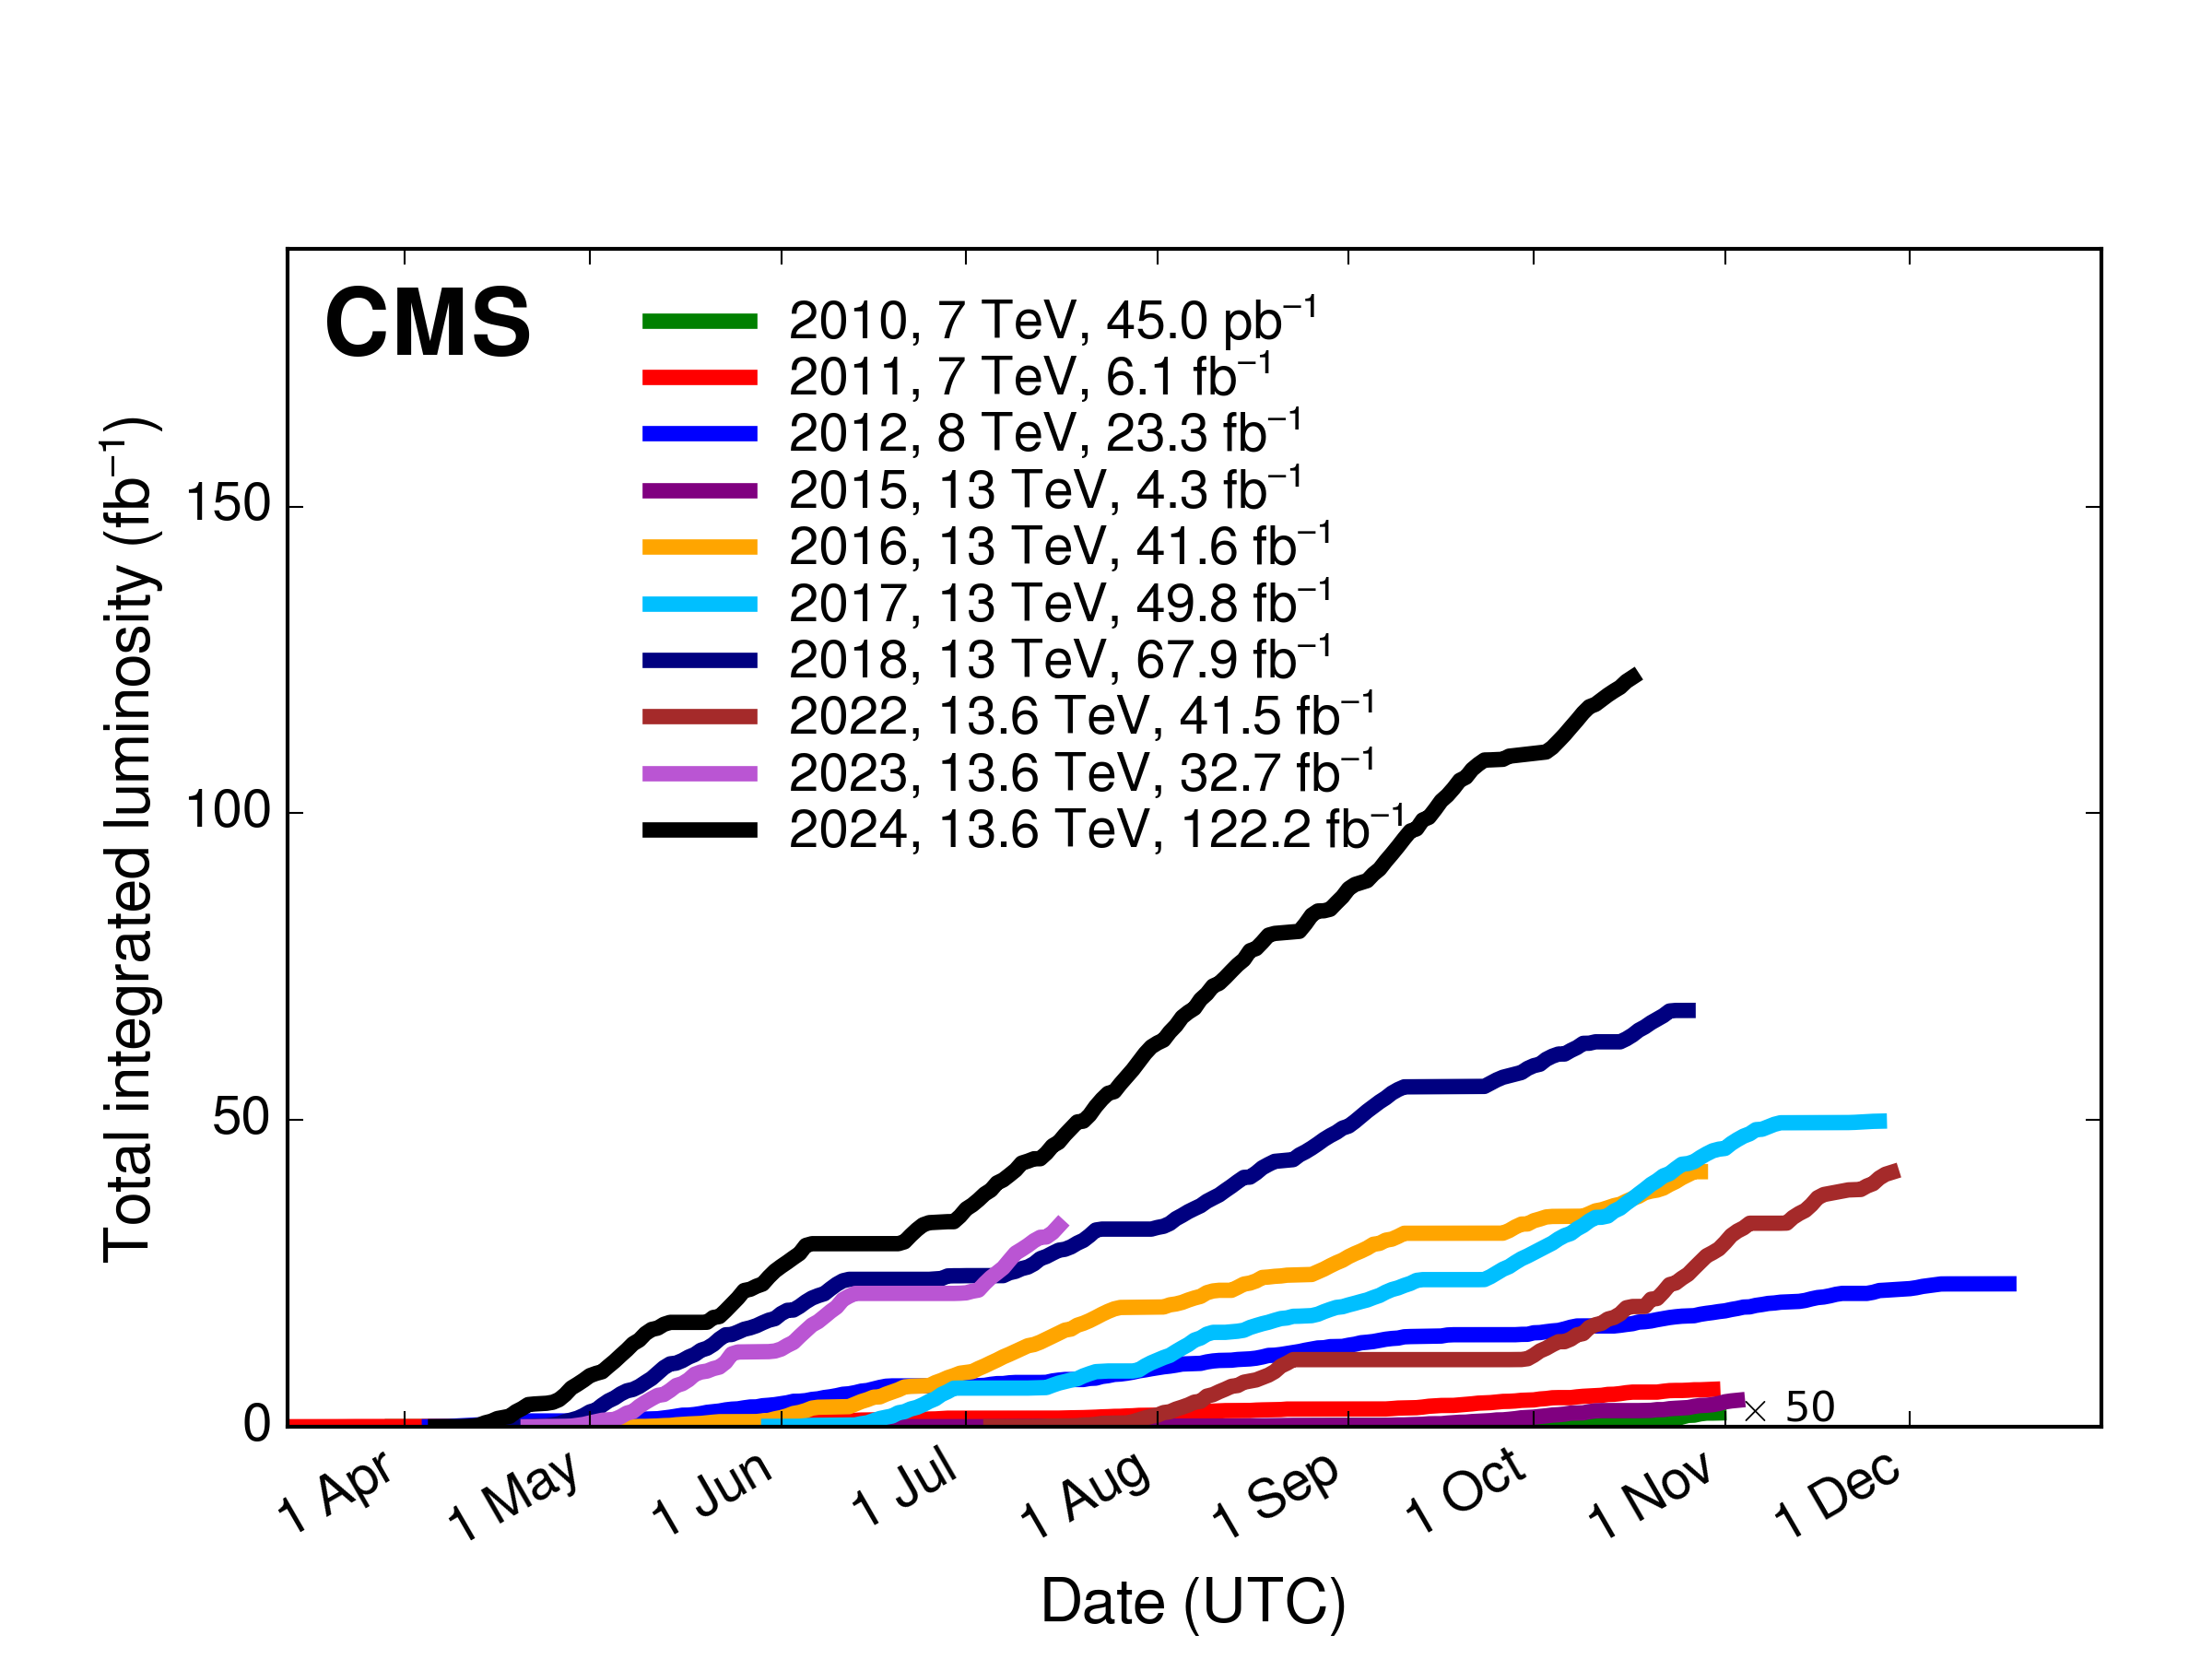 CMS
2010, 7 TeV, 45.0 pb⁻¹
2011, 7 TeV, 6.1 fb⁻¹
2012, 8 TeV, 23.3 fb⁻¹
2015, 13 TeV, 4.3 fb⁻¹
2016, 13 TeV, 41.6 fb⁻¹
2017, 13 TeV, 49.8 fb⁻¹
2018, 13 TeV, 67.9 fb⁻¹
2022, 13.6 TeV, 41.5 fb⁻¹
2023, 13.6 TeV, 32.7 fb⁻¹
2024, 13.6 TeV, 122.2 fb⁻¹
Total integrated luminosity (fb⁻¹)
150
100
50
0
× 50
1 Apr
1 May
1 Jun
1 Jul
1 Aug
1 Sep
1 Oct
1 Nov
1 Dec
Date (UTC)